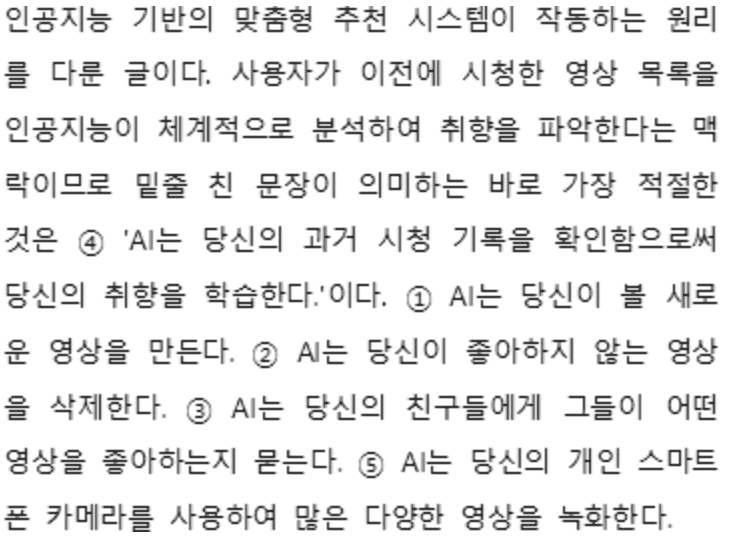 인공지능 기반의 맞춤형 추천 시스템이 작동하는 원리
를 다룬 글이다. 사용자가 이전에 시청한 영상 목록을
인공지능이 체계적으로 분석하여 취향을 파악한다는 맥
락이므로 밑줄 친 문장이 의미하는 바로 가장 적절한
것은 ④ 'AI는 당신의 과거 시청 기록을 확인함으로써
당신의 취향을 학습한다.'이다. ① AI는 당신이 볼 새로
운 영상을 만든다. ② AI는 당신이 좋아하지 않는 영상
을 삭제한다. ③ AI는 당신의 친구들에게 그들이 어떤
영상을 좋아하는지 묻는다. ⑤ AI는 당신의 개인 스마트
폰 카메라를 사용하여 많은 다양한 영상을 녹화한다.